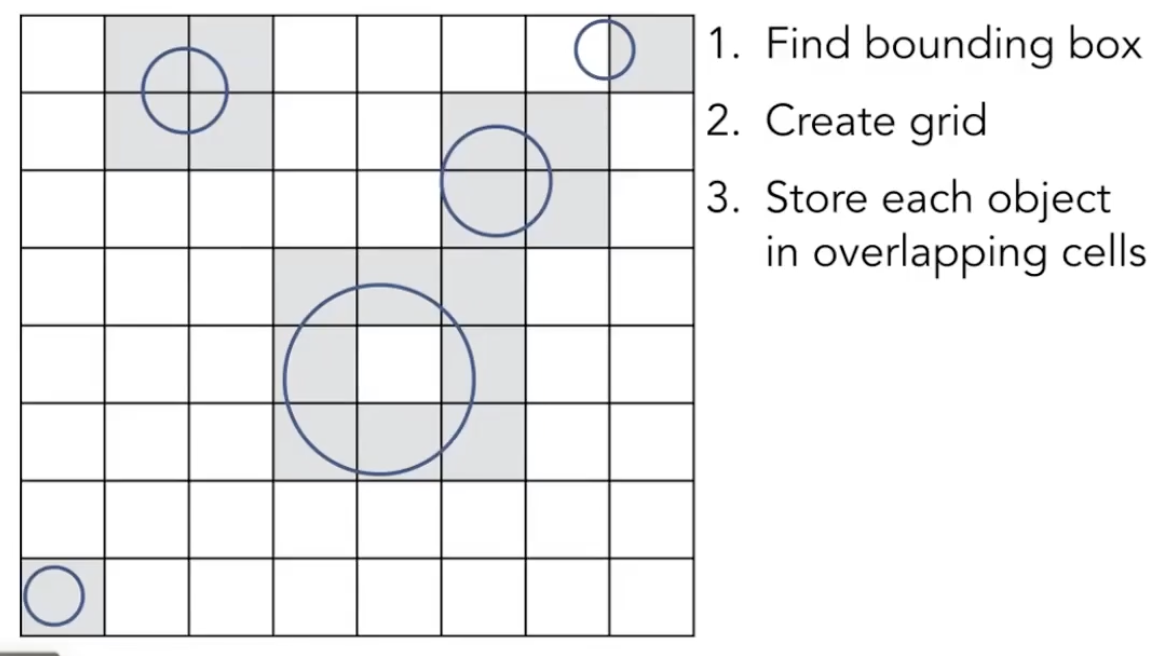 1. Find bounding box
2. Create grid
3. Store each object
in overlapping cells